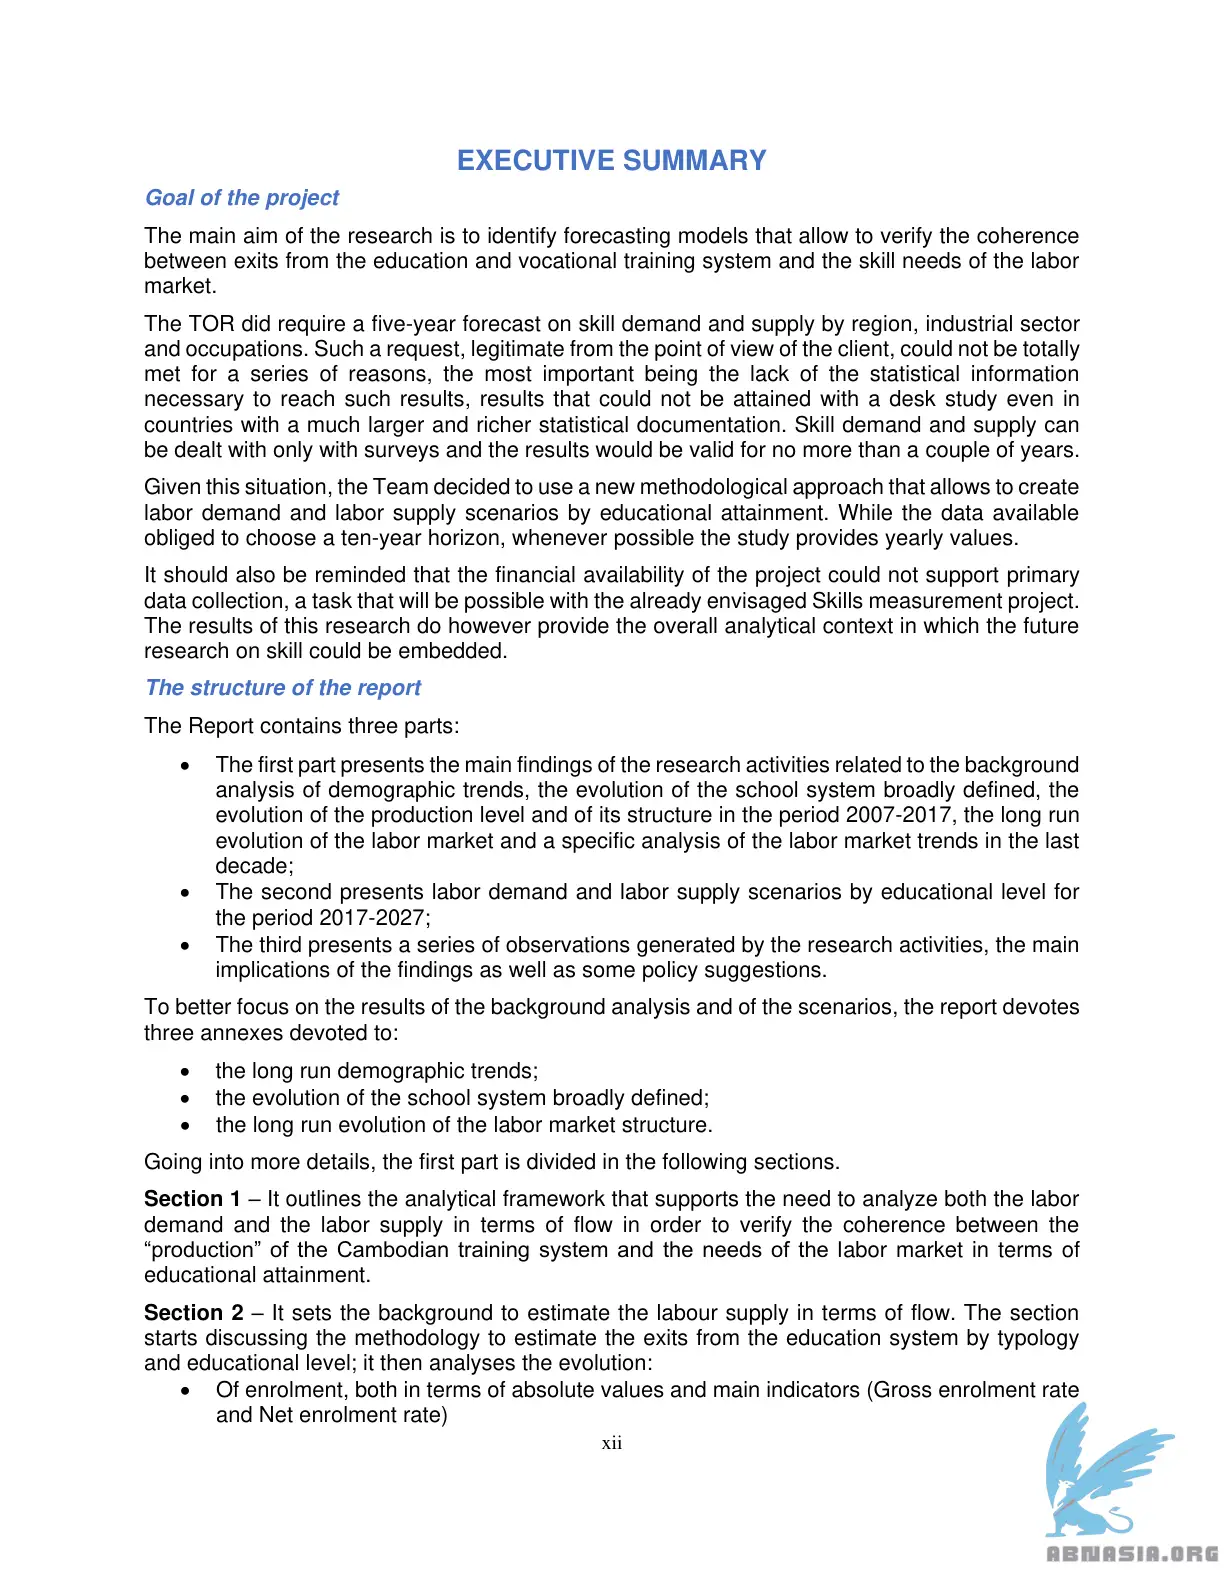 EXECUTIVE SUMMARY
Goal of the project
The main aim of the research is to identify forecasting models that allow to verify the coherence
between exits from the education and vocational training system and the skill needs of the labor
market.
The TOR did require a five-year forecast on skill demand and supply by region, industrial sector
and occupations. Such a request, legitimate from the point of view of the client, could not be totally
met for a series of reasons, the most important being the lack of the statistical information
necessary to reach such results, results that could not be attained with a desk study even in
countries with a much larger and richer statistical documentation. Skill demand and supply can
be dealt with only with surveys and the results would be valid for no more than a couple of years.
Given this situation, the Team decided to use a new methodological approach that allows to create
labor demand and labor supply scenarios by educational attainment. While the data available
obliged to choose a ten-year horizon, whenever possible the study provides yearly values.
It should also be reminded that the financial availability of the project could not support primary
data collection, a task that will be possible with the already envisaged Skills measurement project.
The results of this research do however provide the overall analytical context in which the future
research on skill could be embedded.
The structure of the report
The Report contains three parts:
• The first part presents the main findings of the research activities related to the background
analysis of demographic trends, the evolution of the school system broadly defined, the
evolution of the production level and of its structure in the period 2007-2017, the long run
evolution of the labor market and a specific analysis of the labor market trends in the last
decade;
• The second presents labor demand and labor supply scenarios by educational level for
the period 2017-2027;
• The third presents a series of observations generated by the research activities, the main
implications of the findings as well as some policy suggestions.
To better focus on the results of the background analysis and of the scenarios, the report devotes
three annexes devoted to:
• the long run demographic trends;
• the evolution of the school system broadly defined;
• the long run evolution of the labor market structure.
Going into more details, the first part is divided in the following sections.
Section 1 – It outlines the analytical framework that supports the need to analyze both the labor
demand and the labor supply in terms of flow in order to verify the coherence between the
“production” of the Cambodian training system and the needs of the labor market in terms of
educational attainment.
Section 2 – It sets the background to estimate the labour supply in terms of flow. The section
starts discussing the methodology to estimate the exits from the education system by typology
and educational level; it then analyses the evolution:
• Of enrolment, both in terms of absolute values and main indicators (Gross enrolment rate
and Net enrolment rate)
xii
ABNASIA.ORG